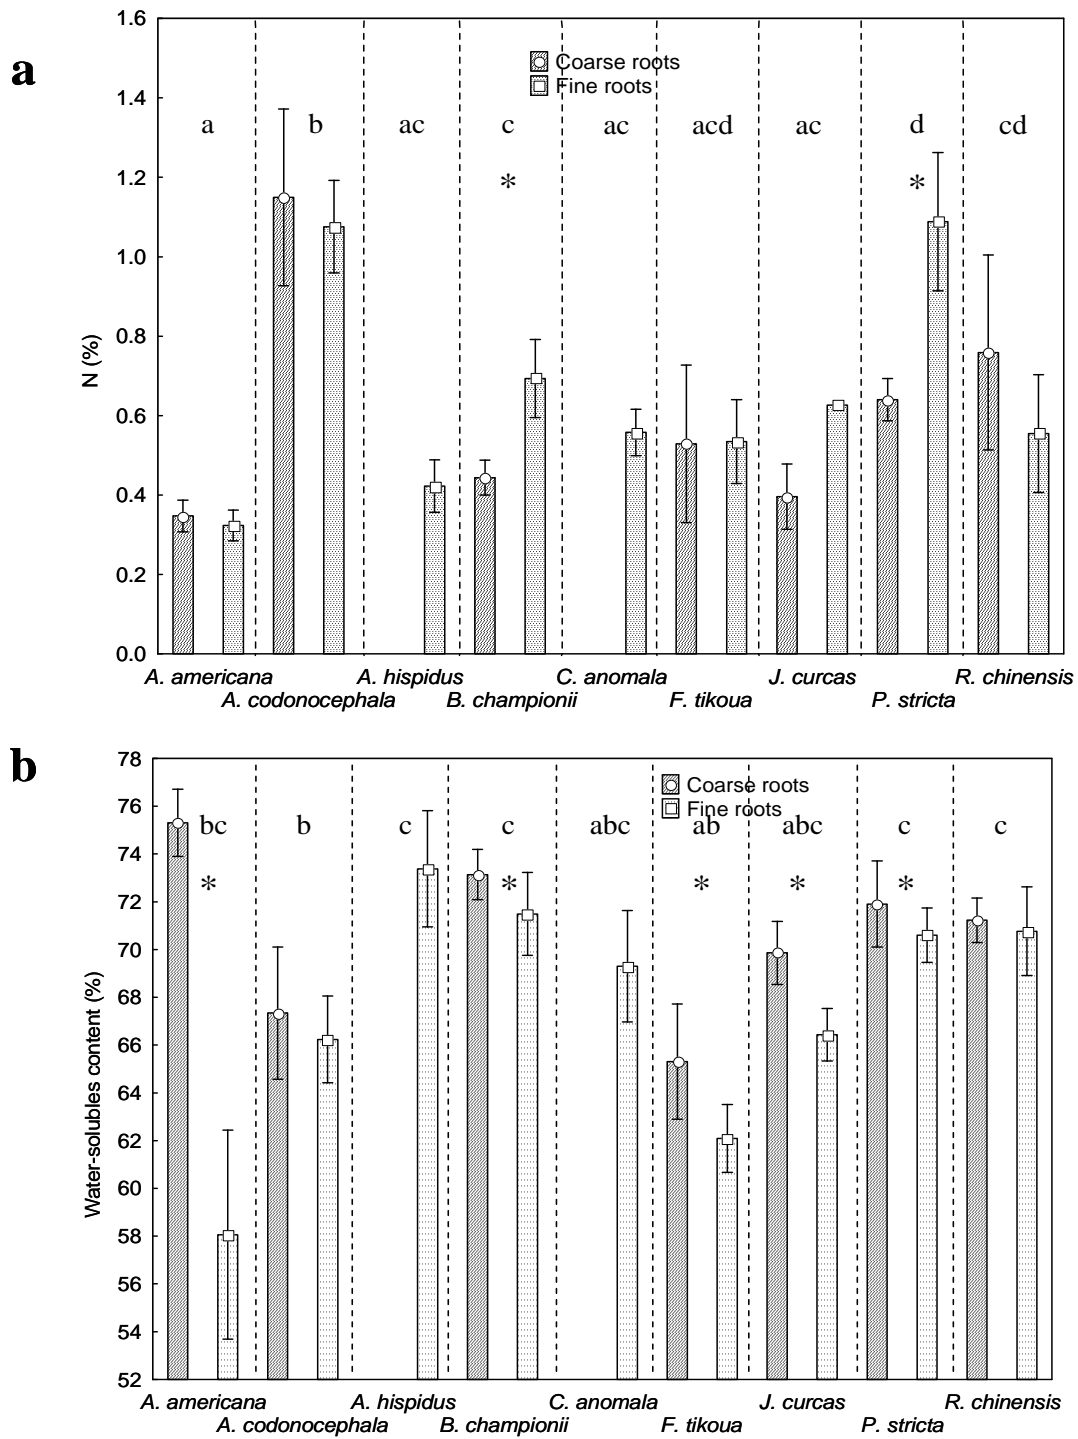 a
1.6
Coarse roots
Fine roots
1.4
a b ac c ac acd ac d cd
1.2
* *
1.0
0.8
N (%)
0.6
0.4
0.2
0.0
A. americana A. hispidus C. anomala J. curcas R. chinensis
A. codonocephala B. championii F. tikoua P. stricta
b
78
Coarse roots
76
Fine roots
bc b c c abc ab abc c c
74
* * * * *
72
70
68
Water-solubles content (%)
66
64
62
60
58
56
54
52
A. americana A. hispidus C. anomala J. curcas R. chinensis
A. codonocephala B. championii F. tikoua P. stricta